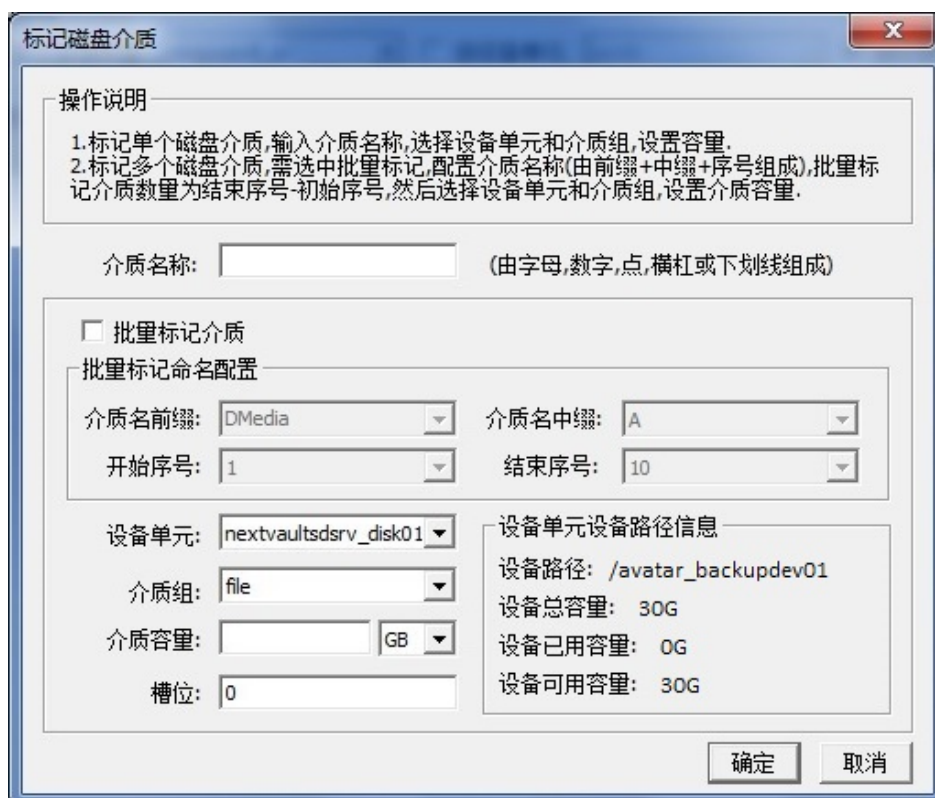 标记磁盘介质
操作说明
1.标记单个磁盘介质,输入介质名称,选择设备单元和介质组,设置容量.
2.标记多个磁盘介质,需选中批量标记,配置介质名称(由前缀+中缀+序号组成),批量标
记介质数量为结束序号-初始序号,然后选择设备单元和介质组,设置介质容量.
介质名称: (由字母,数字,点,横杠或下划线组成)
批量标记介质
批量标记命名配置
介质名前缀: DMedia 介质名中缀: A
开始序号: 1 结束序号: 10
设备单元: nextvaultsdsrv_disk01
介质组: file
介质容量: GB
槽位: 0
设备单元设备路径信息
设备路径: /avatar_backupdev01
设备总容量: 30G
设备已用容量: 0G
设备可用容量: 30G
确定 取消